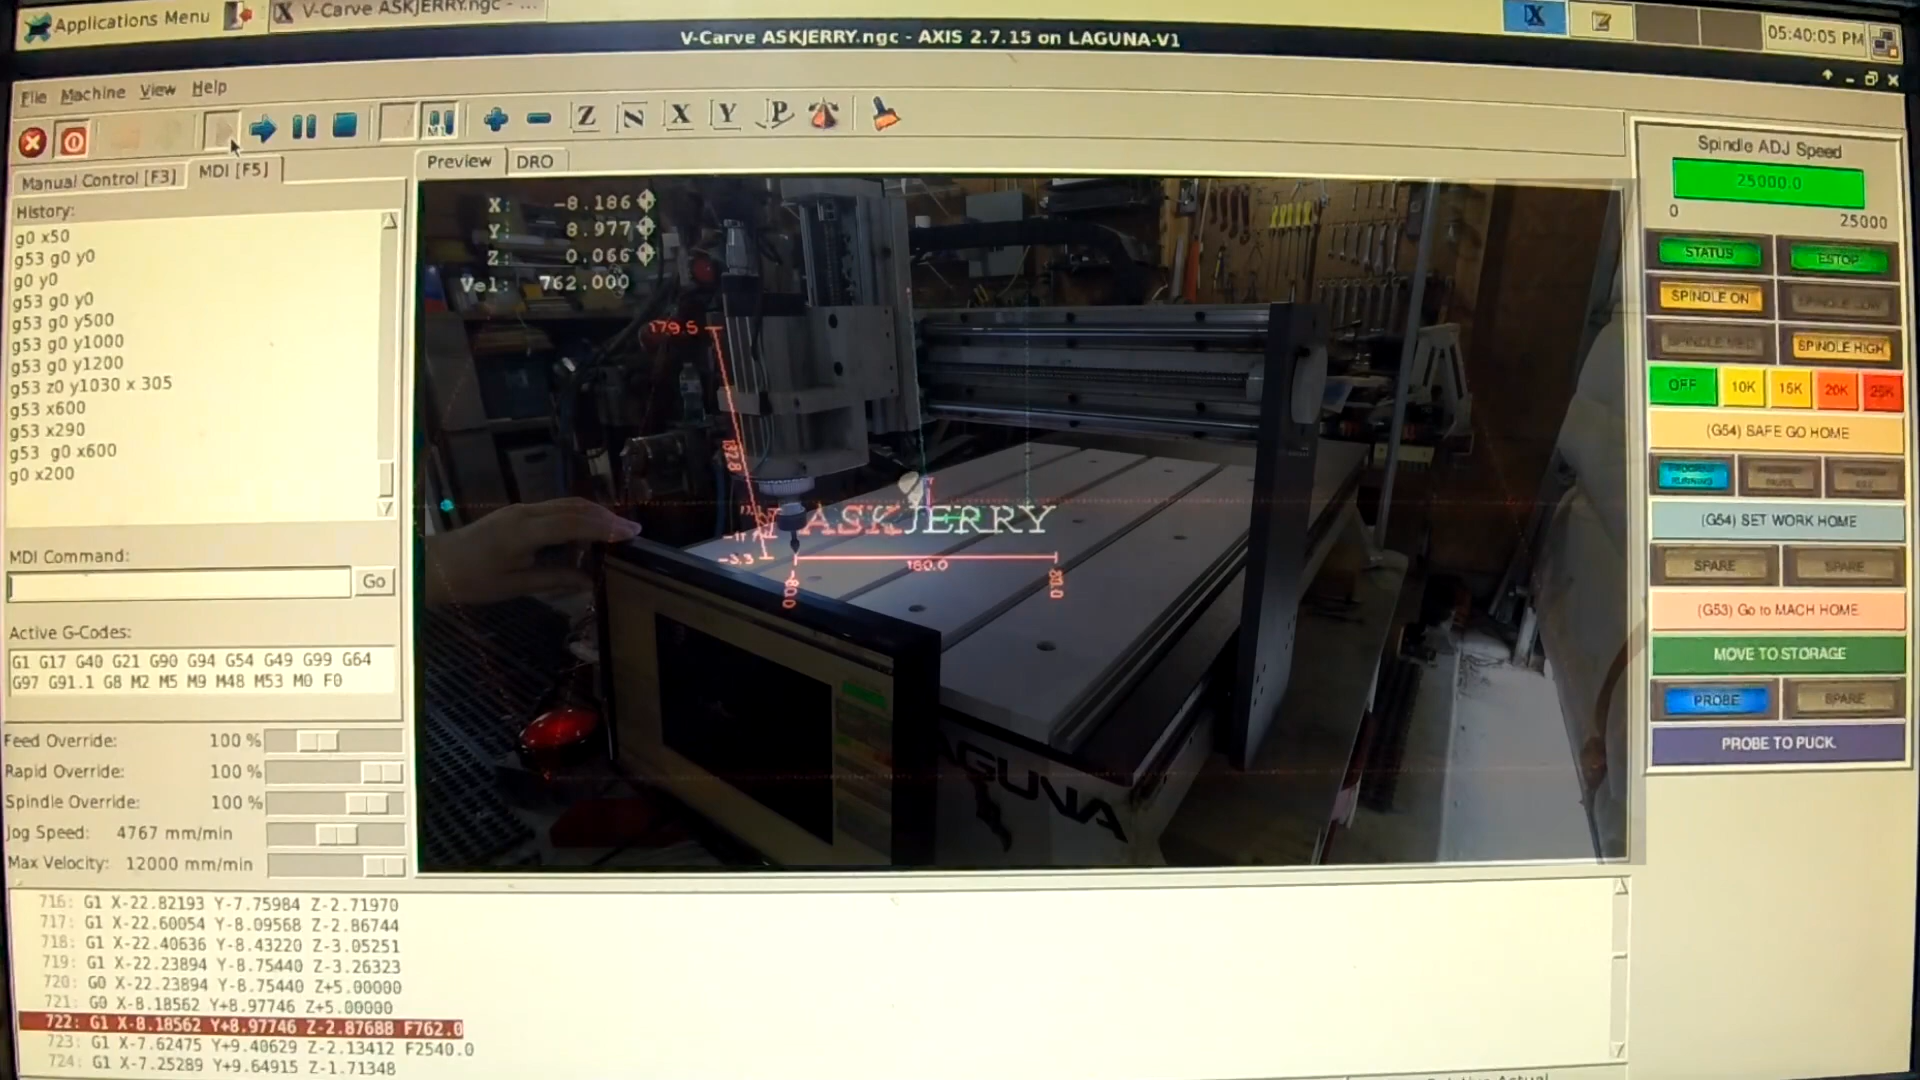 Applications Menu
V-Carve ASKJERRY.ngc - ...
05:40:05 PM
V-Carve ASKJERRY.ngc - AXIS 2.7.15 on LAGUNA-V1
File Machine View Help
Z N X Y P
Manual Control [F3] MDI [F5]
Preview DRO
History:
g0 x50
g53 g0 y0
g0 y0
g53 g0 y0
g53 g0 y500
g53 g0 y1000
g53 g0 y1200
g53 z0 y1030 x 305
g53 x600
g53 x290
g53 g0 x600
g0 x200
MDI Command:
Go
Active G-Codes:
G1 G17 G40 G21 G90 G94 G54 G49 G99 G64
G97 G91.1 G8 M2 M5 M9 M48 M53 M0 F0
Feed Override: 100 %
Rapid Override: 100 %
Spindle Override: 100 %
Jog Speed: 4767 mm/min
Max Velocity: 12000 mm/min
X: -8.186
Y: 8.977
Z: 0.066
Vel: 762.000
179.5
132.8
ASKJERRY
-3.3
160.0
LAGUNA
Spindle ADJ Speed
25000.0
0 25000
STATUS ESTOP
SPINDLE ON SPINDLE LOW
SPINDLE MED SPINDLE HIGH
OFF 10K 15K 20K 25K
(G54) SAFE GO HOME
PROGRAM RUNNING
(G54) SET WORK HOME
SPARE SPARE
(G53) Go to MACH HOME
MOVE TO STORAGE
PROBE SPARE
PROBE TO PUCK
716: G1 X-22.82193 Y-7.75984 Z-2.71970
717: G1 X-22.60054 Y-8.09568 Z-2.86744
718: G1 X-22.40636 Y-8.43220 Z-3.05251
719: G1 X-22.23894 Y-8.75440 Z-3.26323
720: G0 X-22.23894 Y-8.75440 Z+5.00000
721: G0 X-8.18562 Y+8.97746 Z+5.00000
722: G1 X-8.18562 Y+8.97746 Z-2.87688 F762.0
723: G1 X-7.62475 Y+9.40629 Z-2.13412 F2540.0
724: G1 X-7.25289 Y+9.64915 Z-1.71348